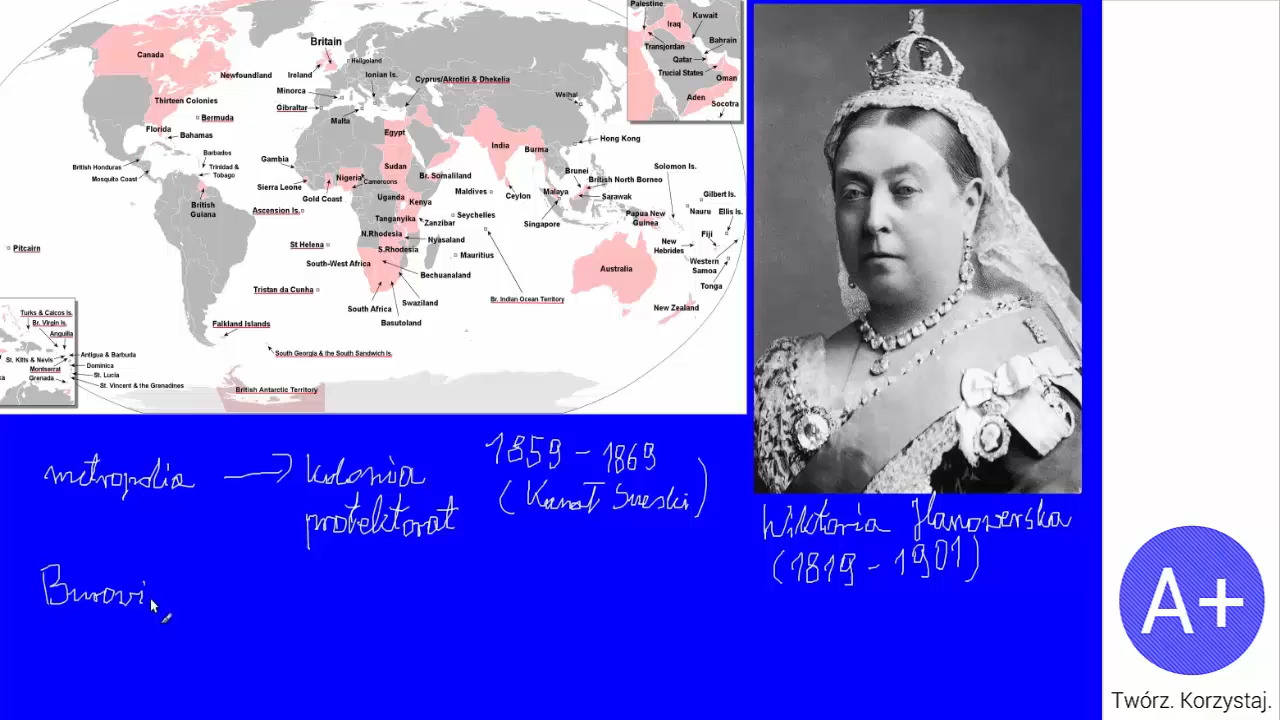 Palestine
Kuwait
Iraq
Transjordan
Bahrain
Qatar
Trucial States
Oman
Aden
Socotra
Canada
Britain
Heligoland
Newfoundland
Ireland
Ionian Is.
Cyprus/Akrotiri & Dhekelia
Minorca
Weihai
Thirteen Colonies
Gibraltar
Bermuda
Malta
Florida
Bahamas
Egypt
Hong Kong
India
Burma
Barbados
British Honduras
Trinidad & Tobago
Mosquito Coast
Gambia
Sudan
Br. Somaliland
Brunei
British North Borneo
Solomon Is.
Nigeria
Cameroons
Sierra Leone
Gold Coast
Uganda
Kenya
Maldives
Ceylon
Malaya
Sarawak
Gilbert Is.
British Guiana
Ascension Is.
Tanganyika
Zanzibar
Seychelles
Singapore
Papua New Guinea
Nauru
Ellis Is.
Pitcairn
St Helena
N.Rhodesia
Nyasaland
S.Rhodesia
Mauritius
New Hebrides
Fiji
South-West Africa
Bechuanaland
Australia
Western Samoa
Tonga
Tristan da Cunha
Swaziland
Br. Indian Ocean Territory
South Africa
Basutoland
New Zealand
Turks & Caicos Is.
Br. Virgin Is.
Anguilla
Falkland Islands
St. Kitts & Nevis
Antigua & Barbuda
Montserrat
Dominica
Grenada
St. Lucia
St. Vincent & the Grenadines
South Georgia & the South Sandwich Is.
British Antarctic Territory
metropolia → kolonia
protektorat
1859 - 1869
(Kanał Sueski)
Wiktoria Hanowerska
(1819 - 1901)
Burowi
A+
Twórz. Korzystaj.